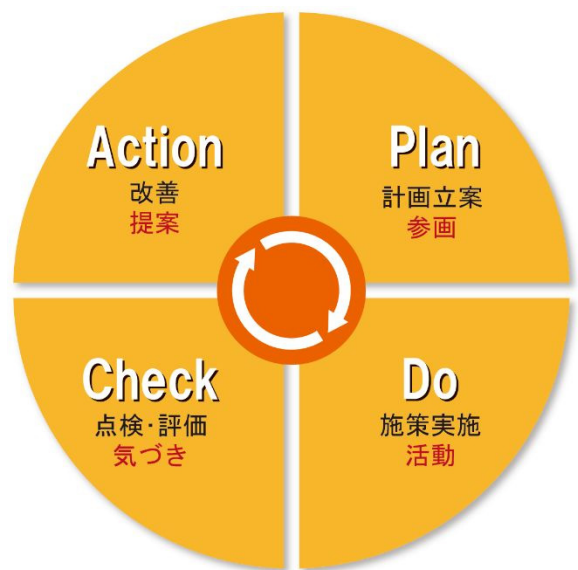 Action
改善
提案
Plan
計画立案
参画
Check
点検・評価
気づき
Do
施策実施
活動